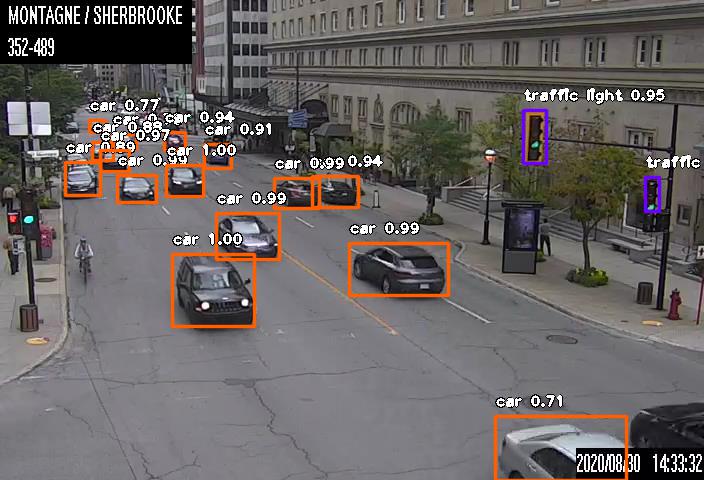 MONTAGNE / SHERBROOKE
352-489
traffic light 0.95
car 0.77
car 0.94
car 0.91
0.97
car 1.00
car 0.99
car 0.99
0.94
traffic
car 0.99
car 0.99
car 1.00
car 0.71
2020/08/30 14:33:32